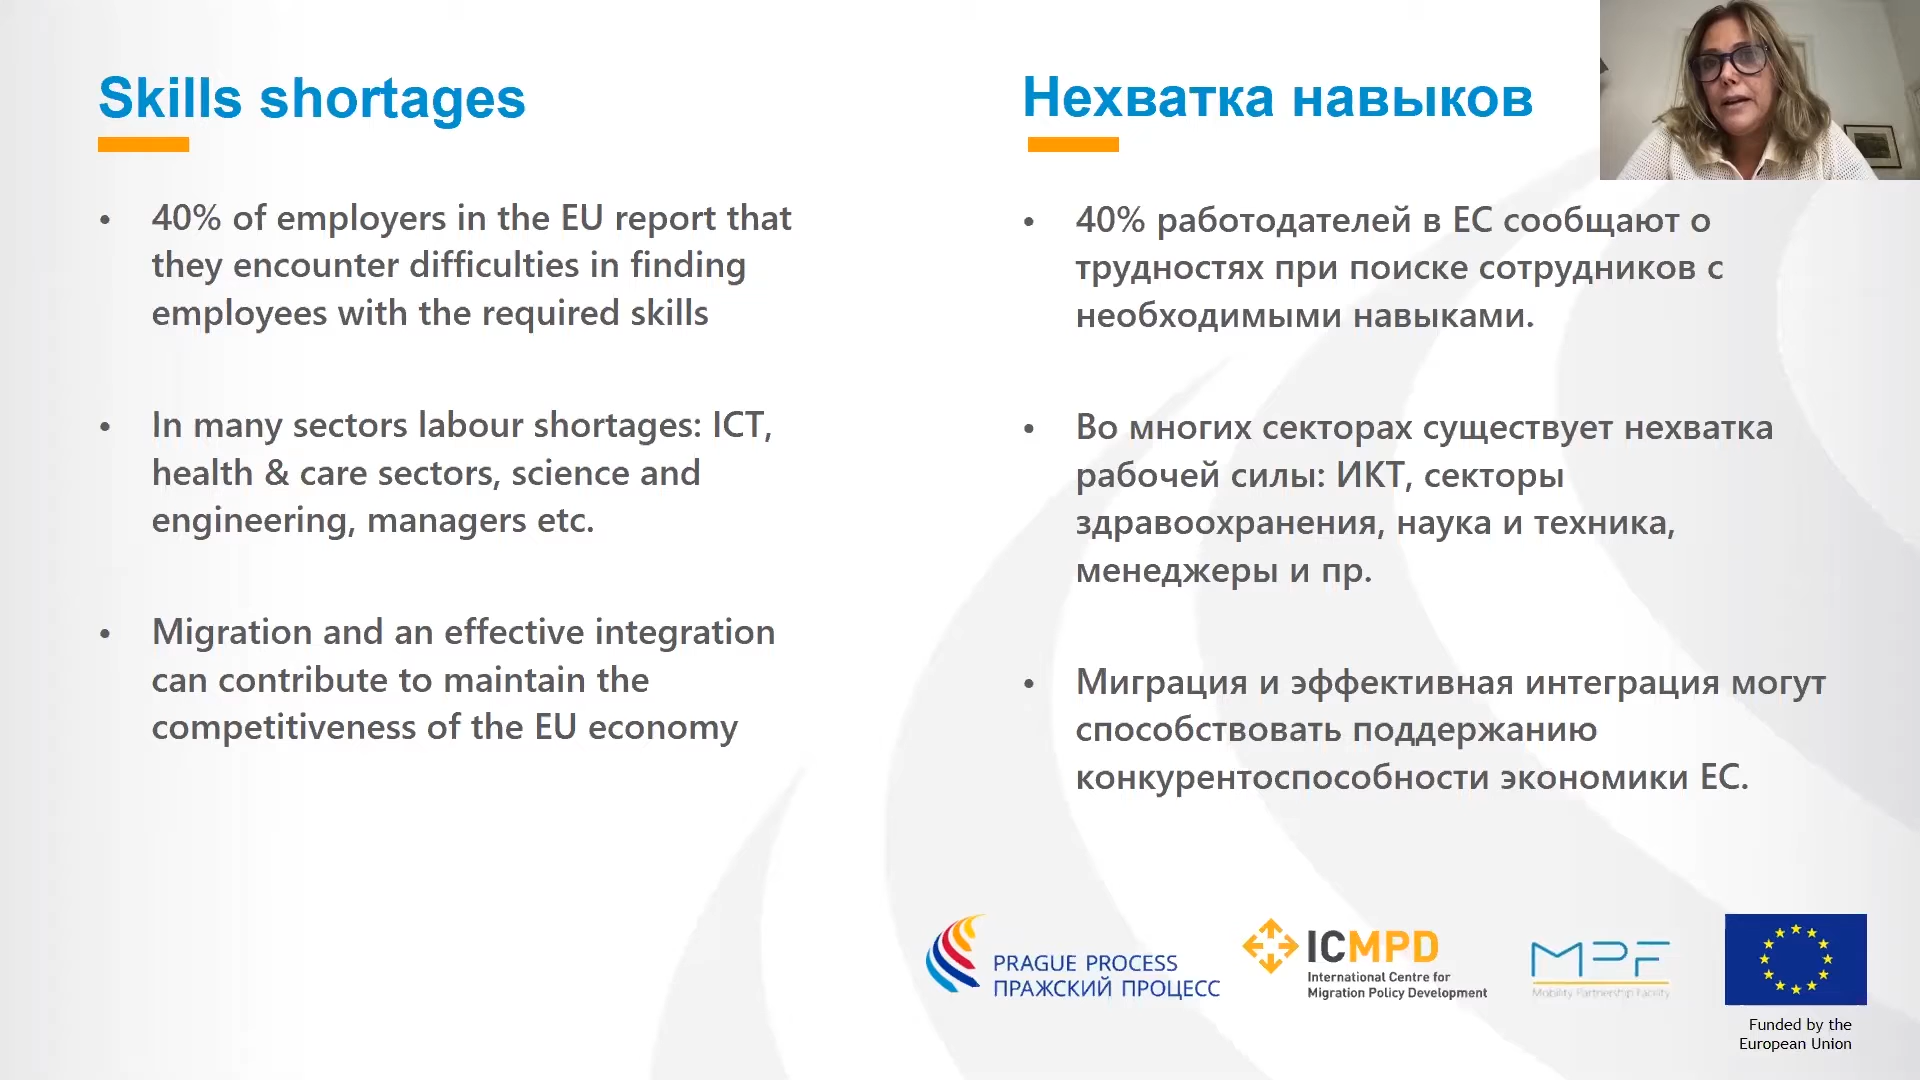 Skills shortages
• 40% of employers in the EU report that
they encounter difficulties in finding
employees with the required skills
• In many sectors labour shortages: ICT,
health & care sectors, science and
engineering, managers etc.
• Migration and an effective integration
can contribute to maintain the
competitiveness of the EU economy
Нехватка навыков
• 40% работодателей в ЕС сообщают о
трудностях при поиске сотрудников с
необходимыми навыками.
• Во многих секторах существует нехватка
рабочей силы: ИКТ, секторы
здравоохранения, наука и техника,
менеджеры и пр.
• Миграция и эффективная интеграция могут
способствовать поддержанию
конкурентоспособности экономики ЕС.
PRAGUE PROCESS
ПРАЖСКИЙ ПРОЦЕСС
ICMPD
International Centre for
Migration Policy Development
MPF
Mobility Partnership Facility
Funded by the
European Union